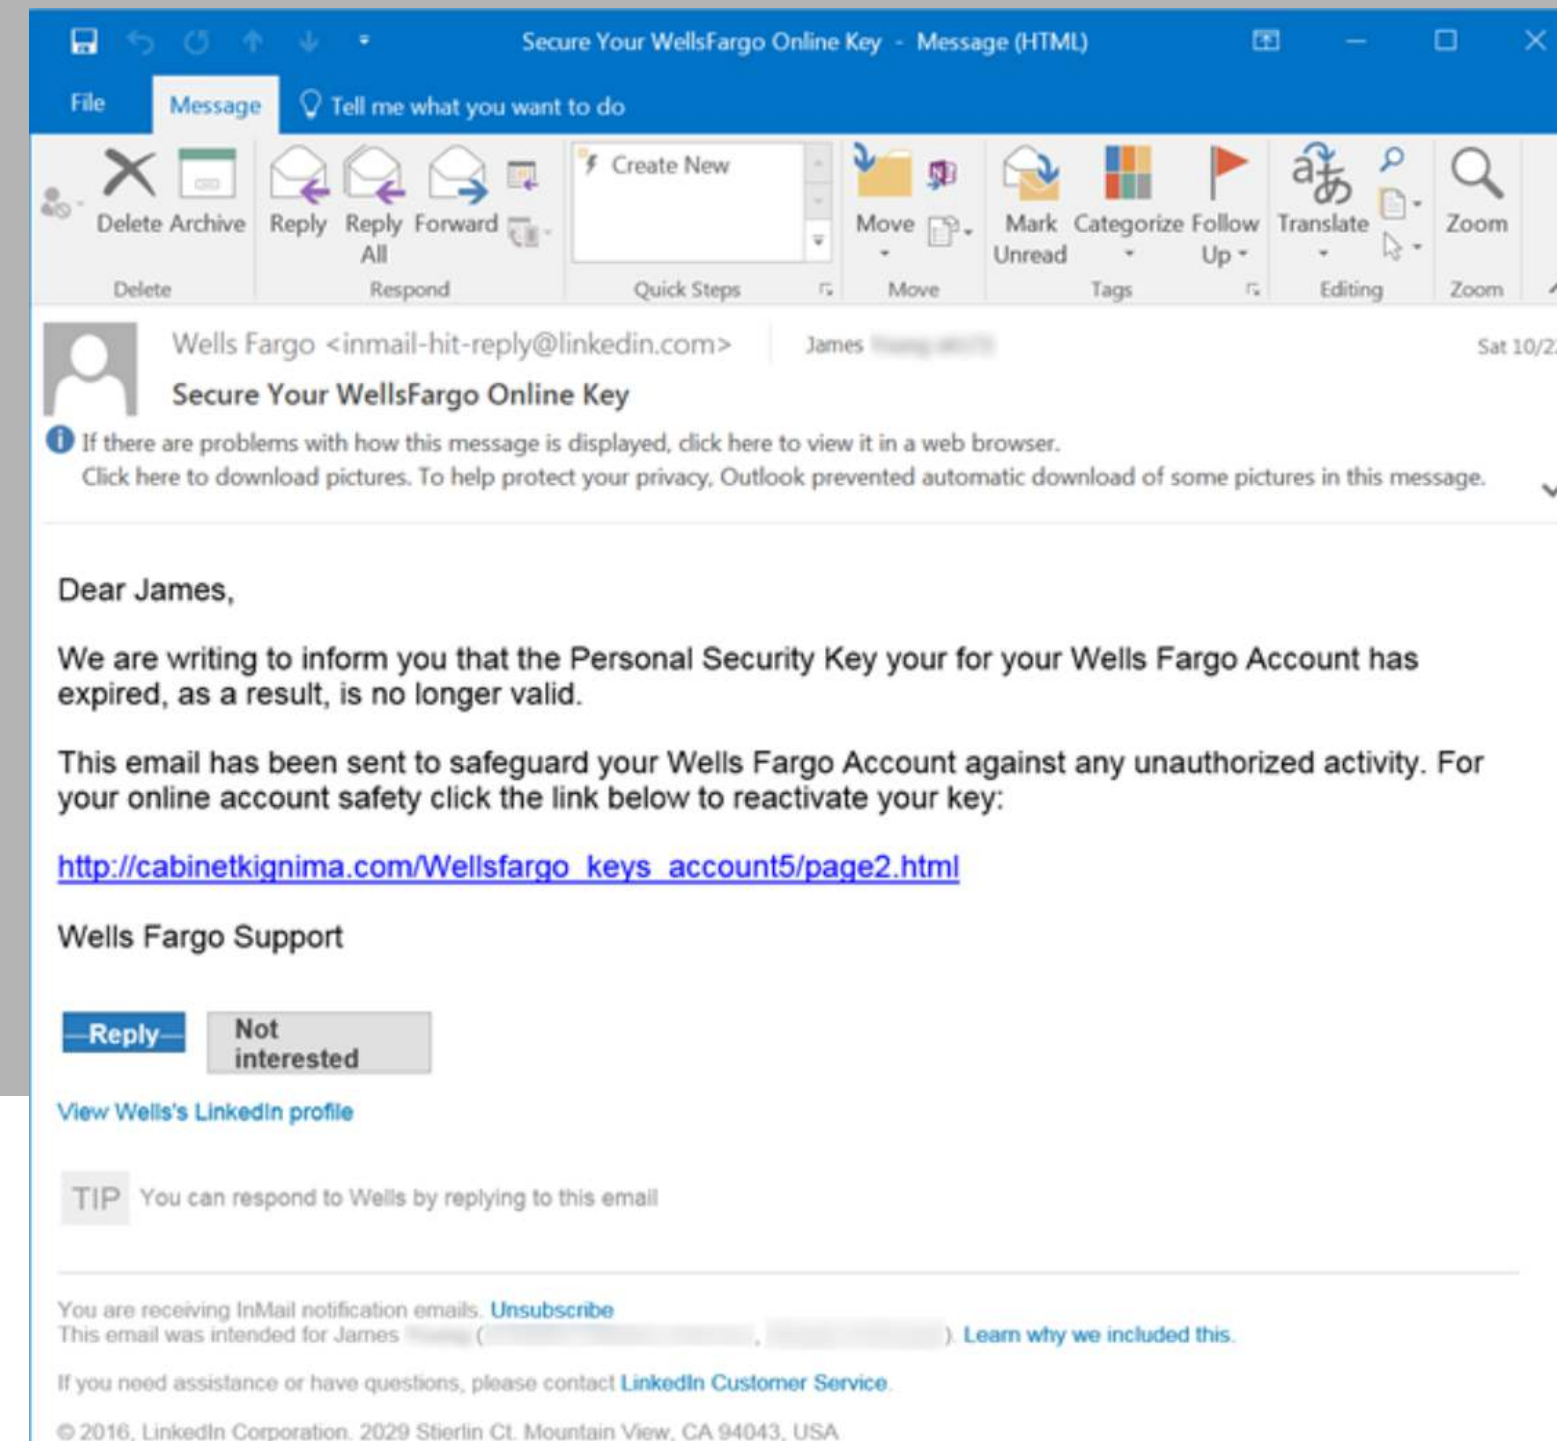 Secure Your WellsFargo Online Key - Message (HTML)
File Message Tell me what you want to do
Create New
Delete Archive Reply Reply All Forward Move Mark Unread Categorize Follow Up Translate Zoom
Delete Respond Quick Steps Move Tags Editing Zoom
Wells Fargo <inmail-hit-reply@linkedin.com> James Sat 10/22
Secure Your WellsFargo Online Key
If there are problems with how this message is displayed, click here to view it in a web browser.
Click here to download pictures. To help protect your privacy, Outlook prevented automatic download of some pictures in this message.
Dear James,
We are writing to inform you that the Personal Security Key your for your Wells Fargo Account has
expired, as a result, is no longer valid.
This email has been sent to safeguard your Wells Fargo Account against any unauthorized activity. For
your online account safety click the link below to reactivate your key:
http://cabinetkignima.com/Wellsfargo_keys_account5/page2.html
Wells Fargo Support
Reply Not
interested
View Wells's LinkedIn profile
TIP You can respond to Wells by replying to this email
You are receiving InMail notification emails. Unsubscribe
This email was intended for James ( , ). Learn why we included this.
If you need assistance or have questions, please contact LinkedIn Customer Service.
© 2016, LinkedIn Corporation. 2029 Stierlin Ct. Mountain View, CA 94043, USA